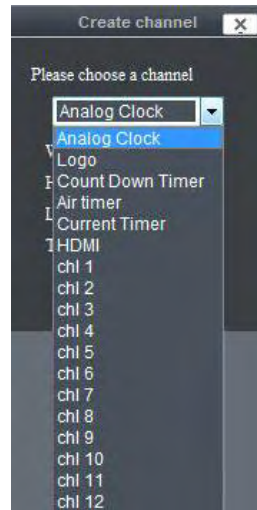 Create channel
x
Please choose a channel
Analog Clock
Analog Clock
Logo
Count Down Timer
Air timer
Current Timer
HDMI
chl 1
chl 2
chl 3
chl 4
chl 5
chl 6
chl 7
chl 8
chl 9
chl 10
chl 11
chl 12